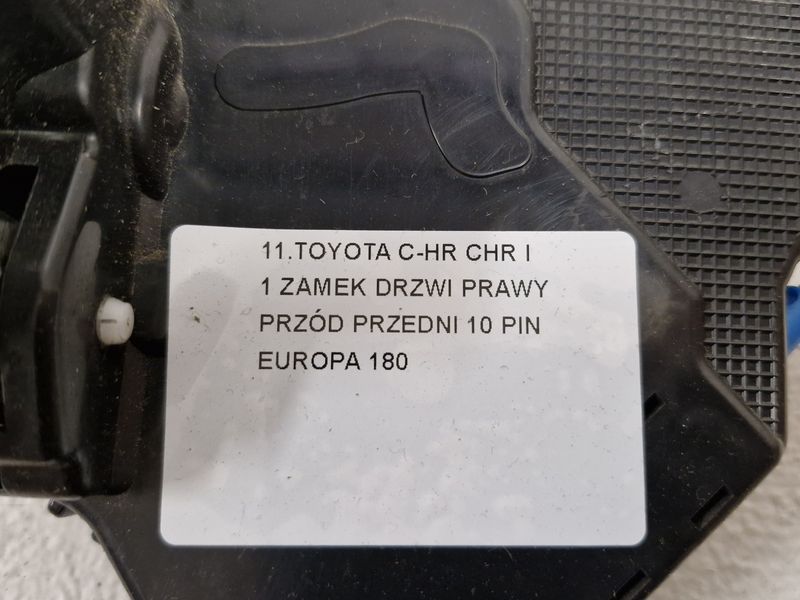 11.TOYOTA C-HR CHR I
1 ZAMEK DRZWI PRAWY
PRZÓD PRZEDNI 10 PIN
EUROPA 180